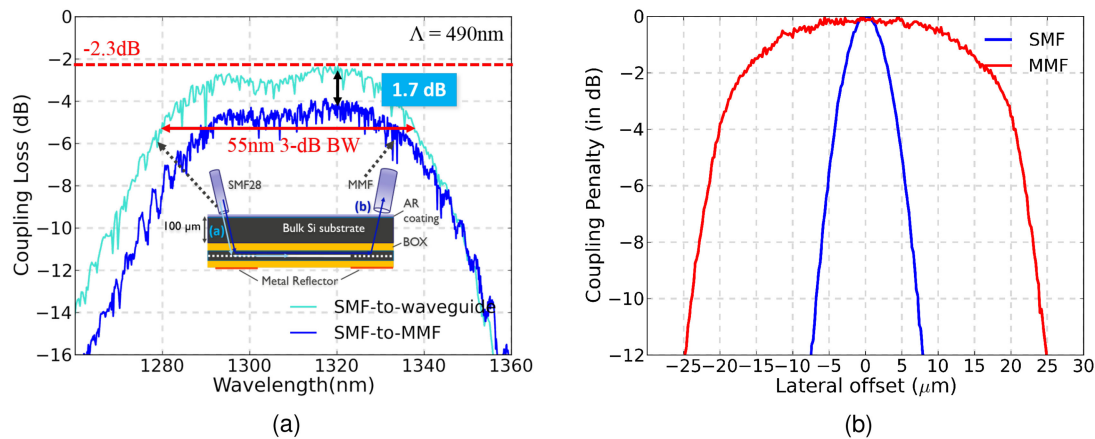 0
−2
−4
−6
−8
−10
−12
−14
−16
Coupling Loss (dB)
1280
1300
1320
1340
1360
Wavelength(nm)
-2.3dB
Λ = 490nm
1.7 dB
55nm 3-dB BW
SMF28
MMF
(b)
(a)
100 μm
Bulk Si substrate
AR
coating
BOX
Metal Reflector
SMF-to-waveguide
SMF-to-MMF
(a)
0
−2
−4
−6
−8
−10
−12
Coupling Penalty (in dB)
−25−20−15−10 −5 0 5 10 15 20 25 30
Lateral offset (μm)
SMF
MMF
(b)